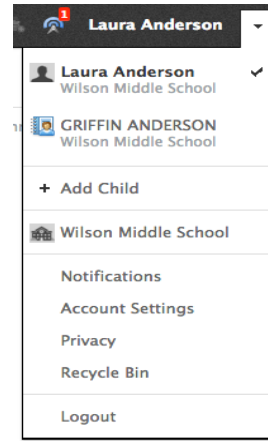 1
Laura Anderson
Laura Anderson
Wilson Middle School
GRIFFIN ANDERSON
Wilson Middle School
+ Add Child
Wilson Middle School
Notifications
Account Settings
Privacy
Recycle Bin
Logout